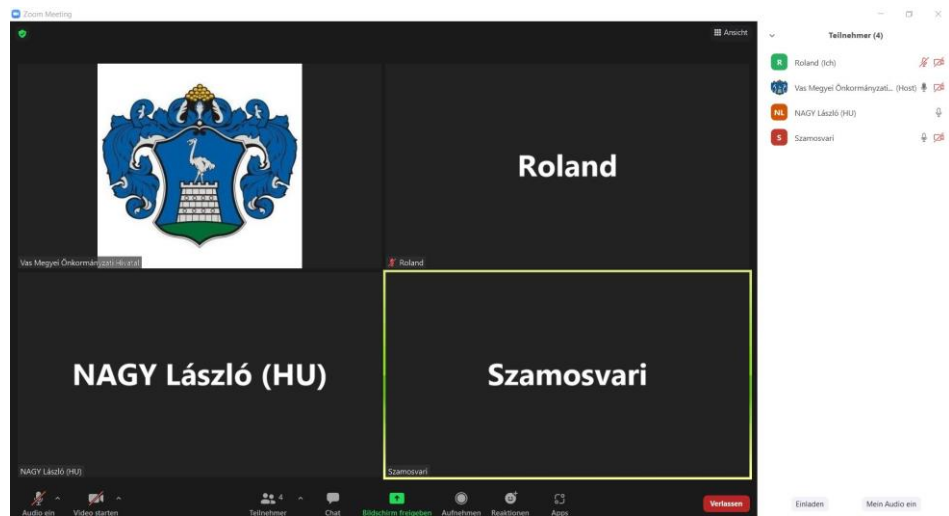 Zoom Meeting
Ansicht
Vas Megyei Önkormányzati Hivatal
Roland
Roland
NAGY László (HU)
NAGY László (HU)
Szamosvari
Szamosvari
Audio ein
Video starten
4
Teilnehmer
Chat
Bildschirm freigeben
Aufnehmen
Reaktionen
Apps
Verlassen
Teilnehmer (4)
R Roland (Ich)
Vas Megyei Önkormányzati... (Host)
NL NAGY László (HU)
S Szamosvari
Einladen
Mein Audio ein